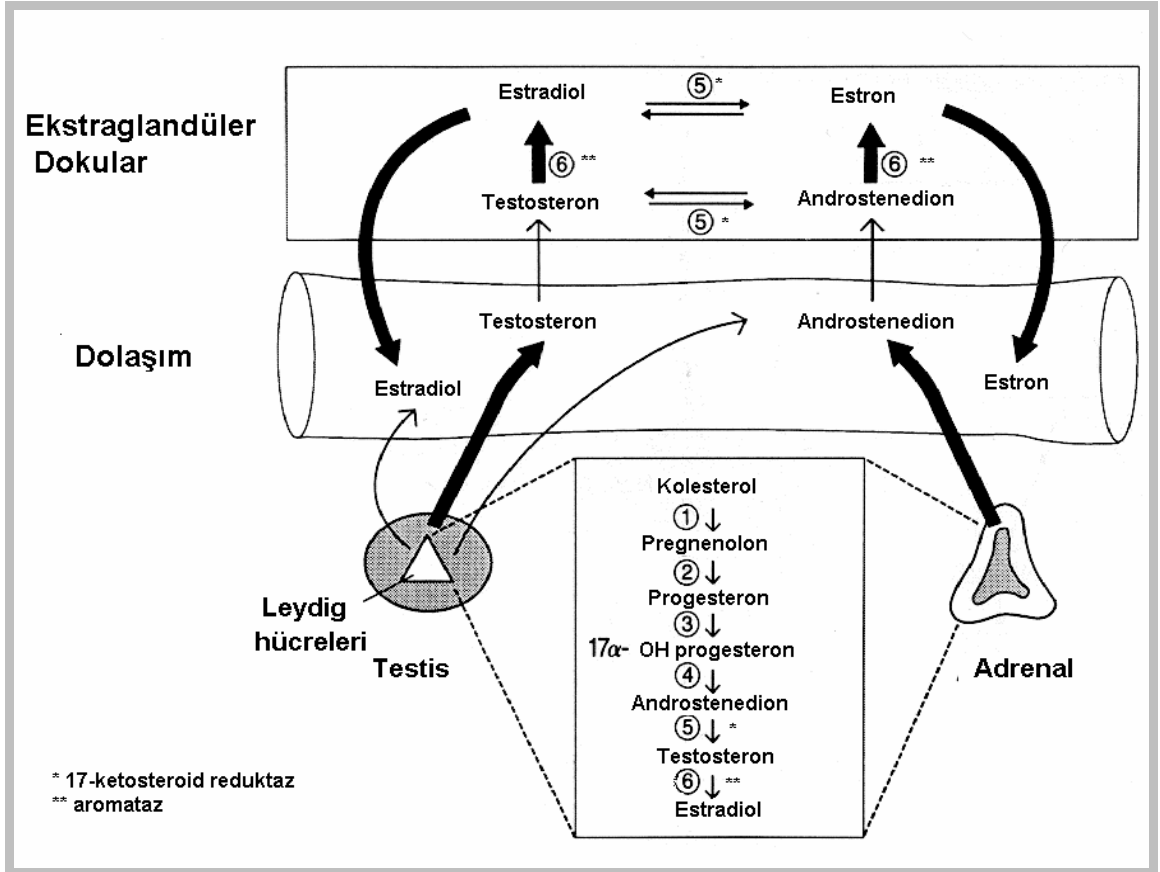 Ekstraglandüler
Dokular
Estradiol
⑤*
Estron
⑥ **
⑥ **
Testosteron
⑤ *
Androstenedion
Dolaşım
Testosteron
Androstenedion
Estradiol
Estron
Leydig
hücreleri
Testis
Adrenal
Kolesterol
① ↓
Pregnenolon
② ↓
Progesteron
③ ↓
17α- OH progesteron
④ ↓
Androstenedion
⑤ ↓ *
Testosteron
⑥ ↓ **
Estradiol
* 17-ketosteroid reduktaz
** aromataz